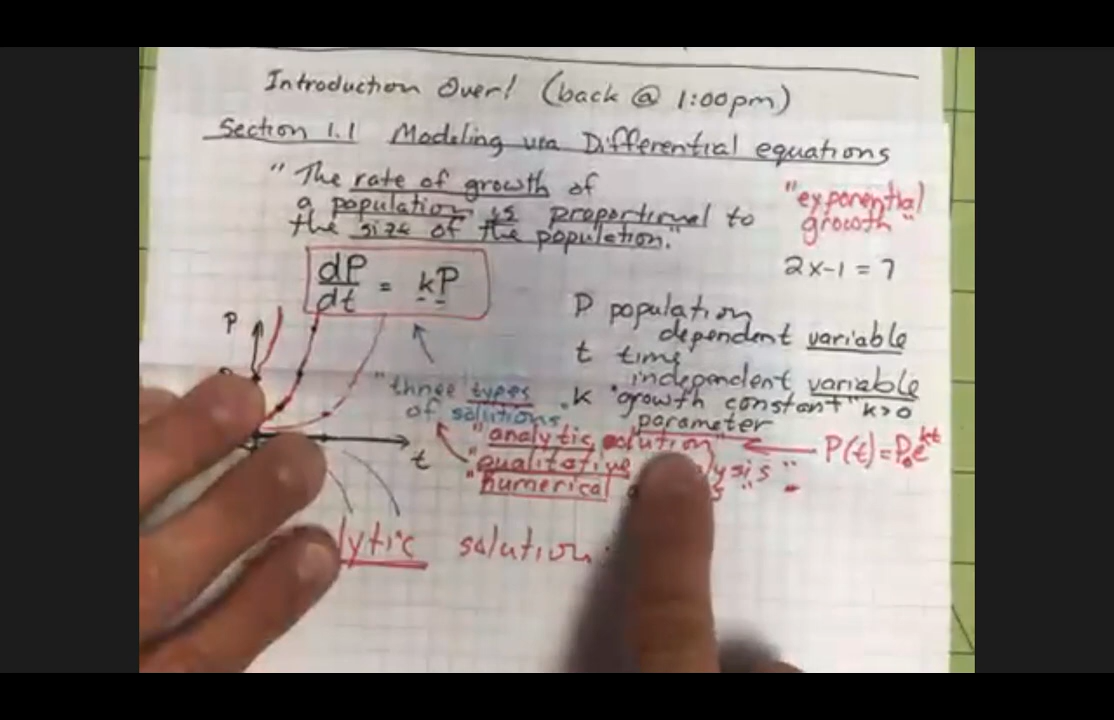 Introduction Over! (back @ 1:00pm)
Section 1.1 Modeling via Differential equations
"The rate of growth of
a population is proportional to
the size of the population."
"exponential
growth"
2x-1 = 7
dP/dt = kP
P
t
P population
dependent variable
t time
independent variable
k "growth constant" k>0
parameter
"three types
of solutions"
"analytic solution"
"qualitative
"numerical
P(t) = P₀e^kt
lytic solution: